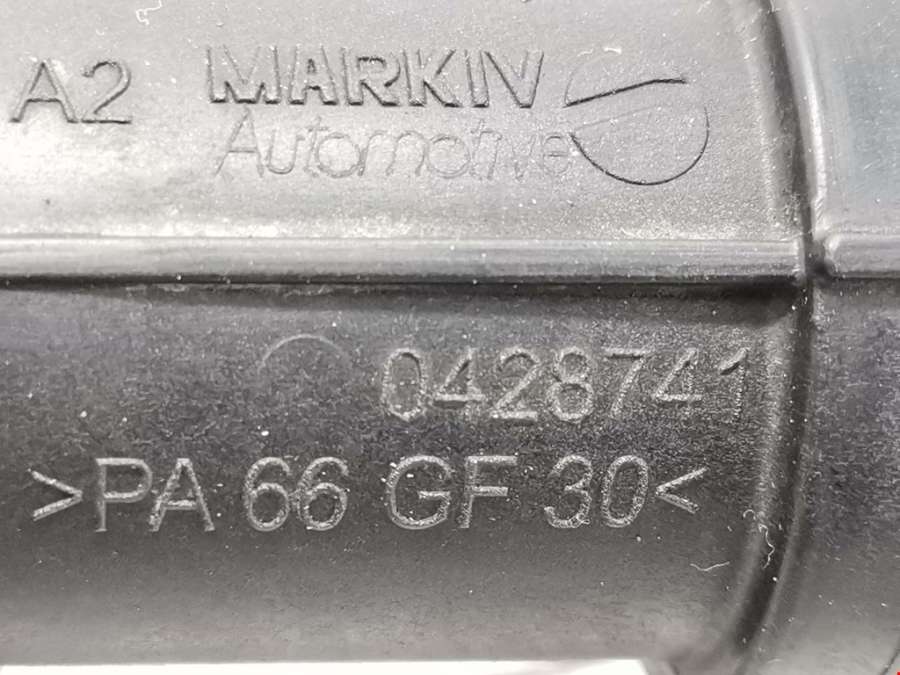 A2 MARKIV
Automotive
0428741
>PA 66 GF 30<